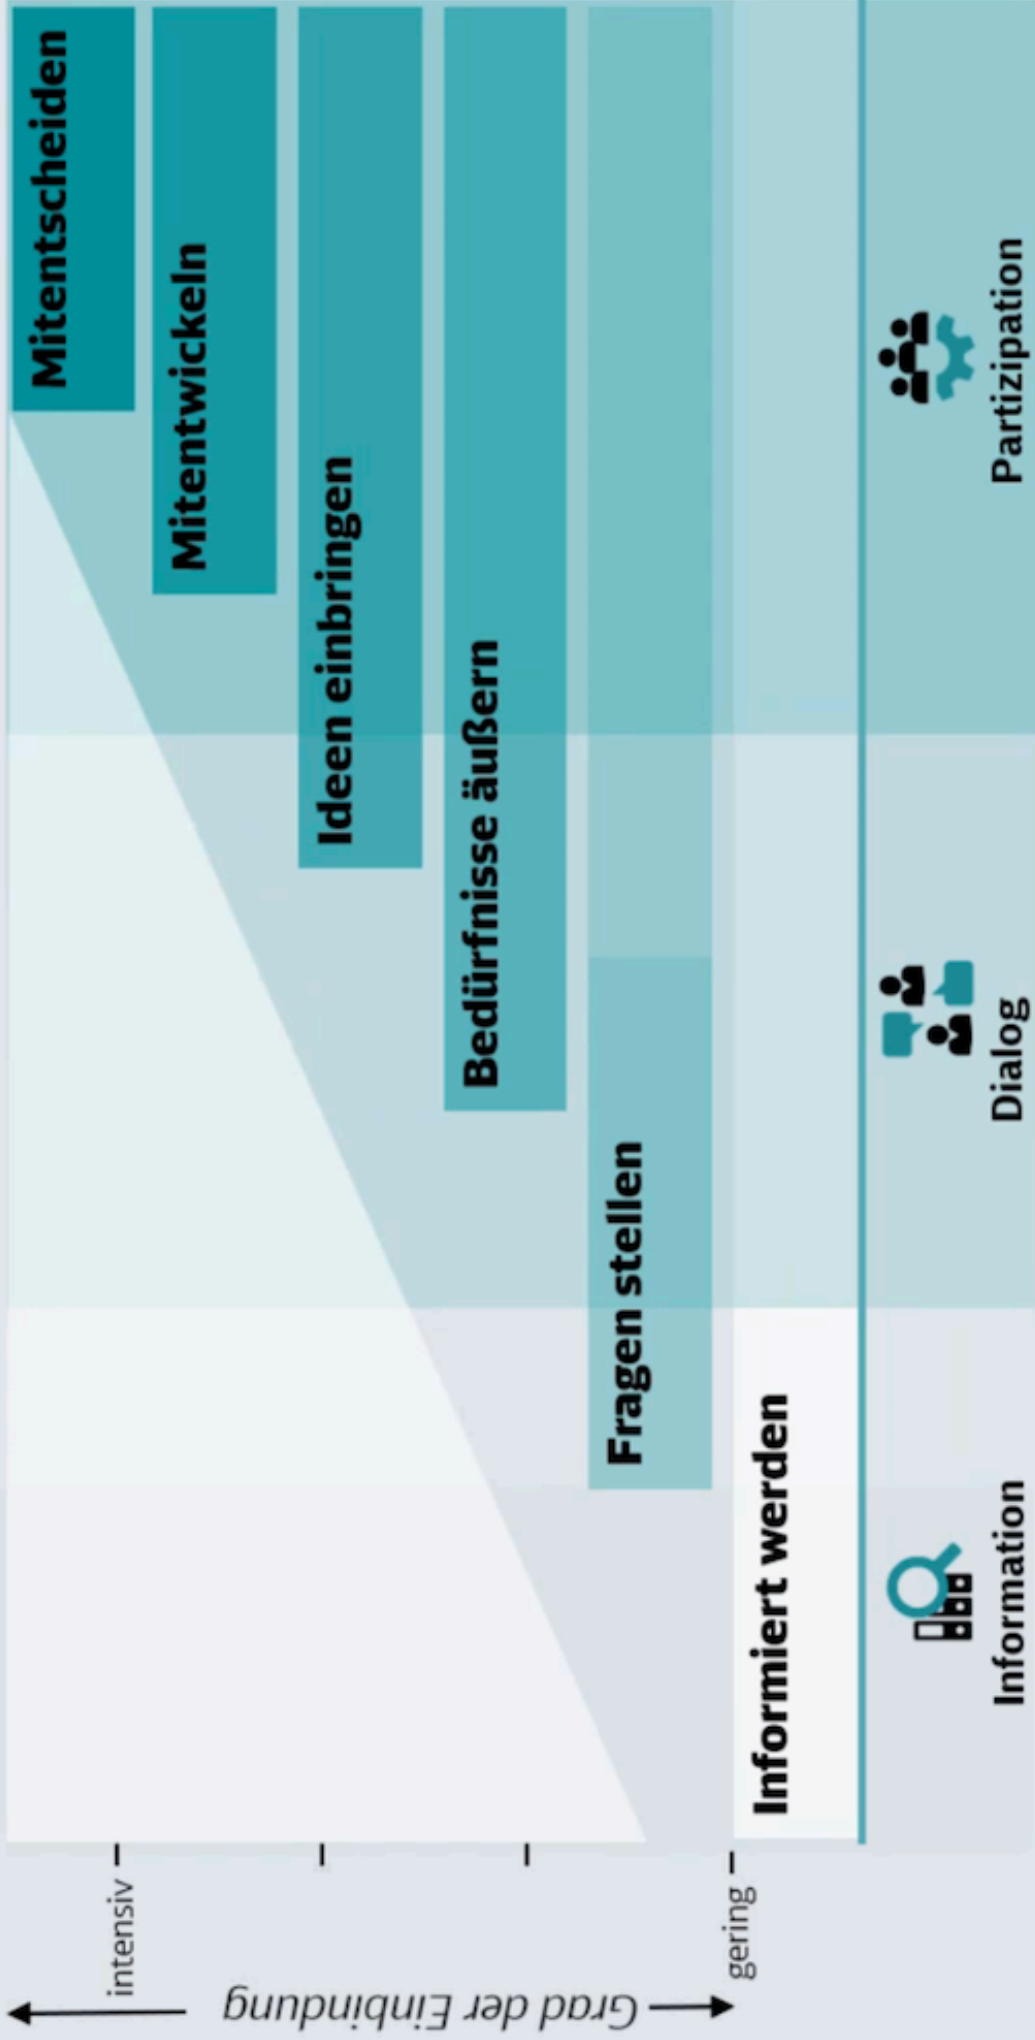 Mitentscheiden
Mitentwickeln
Ideen einbringen
Bedürfnisse äußern
Fragen stellen
Informiert werden
intensiv
Grad der Einbindung
gering
Information
Dialog
Partizipation